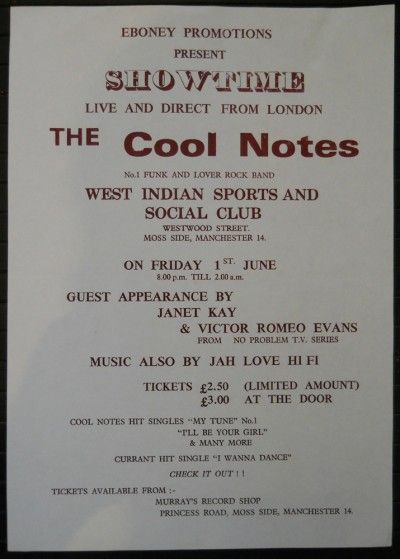 EBONEY PROMOTIONS
PRESENT
SHOWTIME
LIVE AND DIRECT FROM LONDON
THE Cool Notes
No.1 FUNK AND LOVER ROCK BAND
WEST INDIAN SPORTS AND
SOCIAL CLUB
WESTWOOD STREET.
MOSS SIDE, MANCHESTER 14.
ON FRIDAY 1ST. JUNE
8.00 p.m. TILL 2.00 a.m.
GUEST APPEARANCE BY
JANET KAY
& VICTOR ROMEO EVANS
FROM NO PROBLEM T.V. SERIES
MUSIC ALSO BY JAH LOVE HI FI
TICKETS £2.50 (LIMITED AMOUNT)
£3.00 AT THE DOOR
COOL NOTES HIT SINGLES "MY TUNE" No.1
"I'LL BE YOUR GIRL"
& MANY MORE
CURRANT HIT SINGLE "I WANNA DANCE"
CHECK IT OUT ! !
TICKETS AVAILABLE FROM :-
MURRAY'S RECORD SHOP
PRINCESS ROAD, MOSS SIDE, MANCHESTER 14.